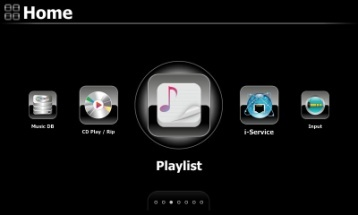 Home
Music DB
CD Play / Rip
Playlist
i-Service
Input